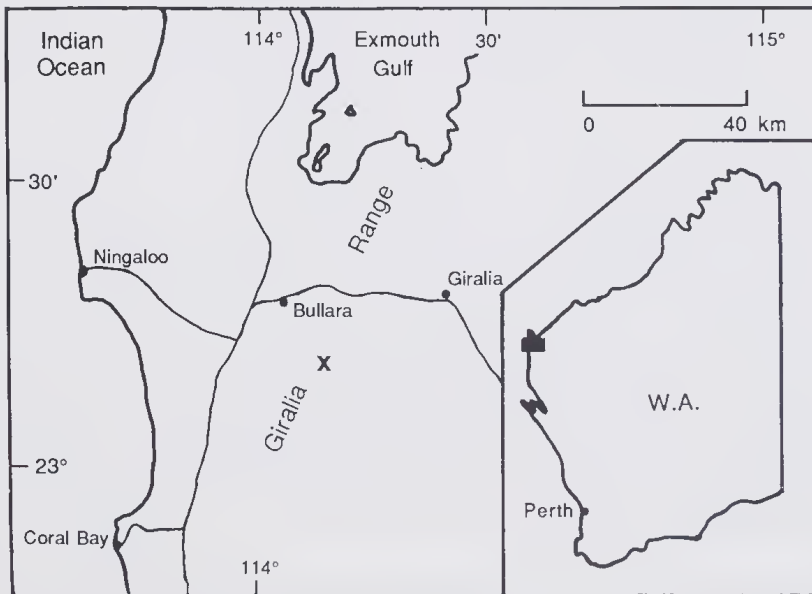 Indian
Ocean
114°
Exmouth
Gulf
30'
115°
0 40 km
30'
Range
Ningaloo
Bullara
Giralia
X
Giralia
W.A.
23°
Perth
Coral Bay
114°